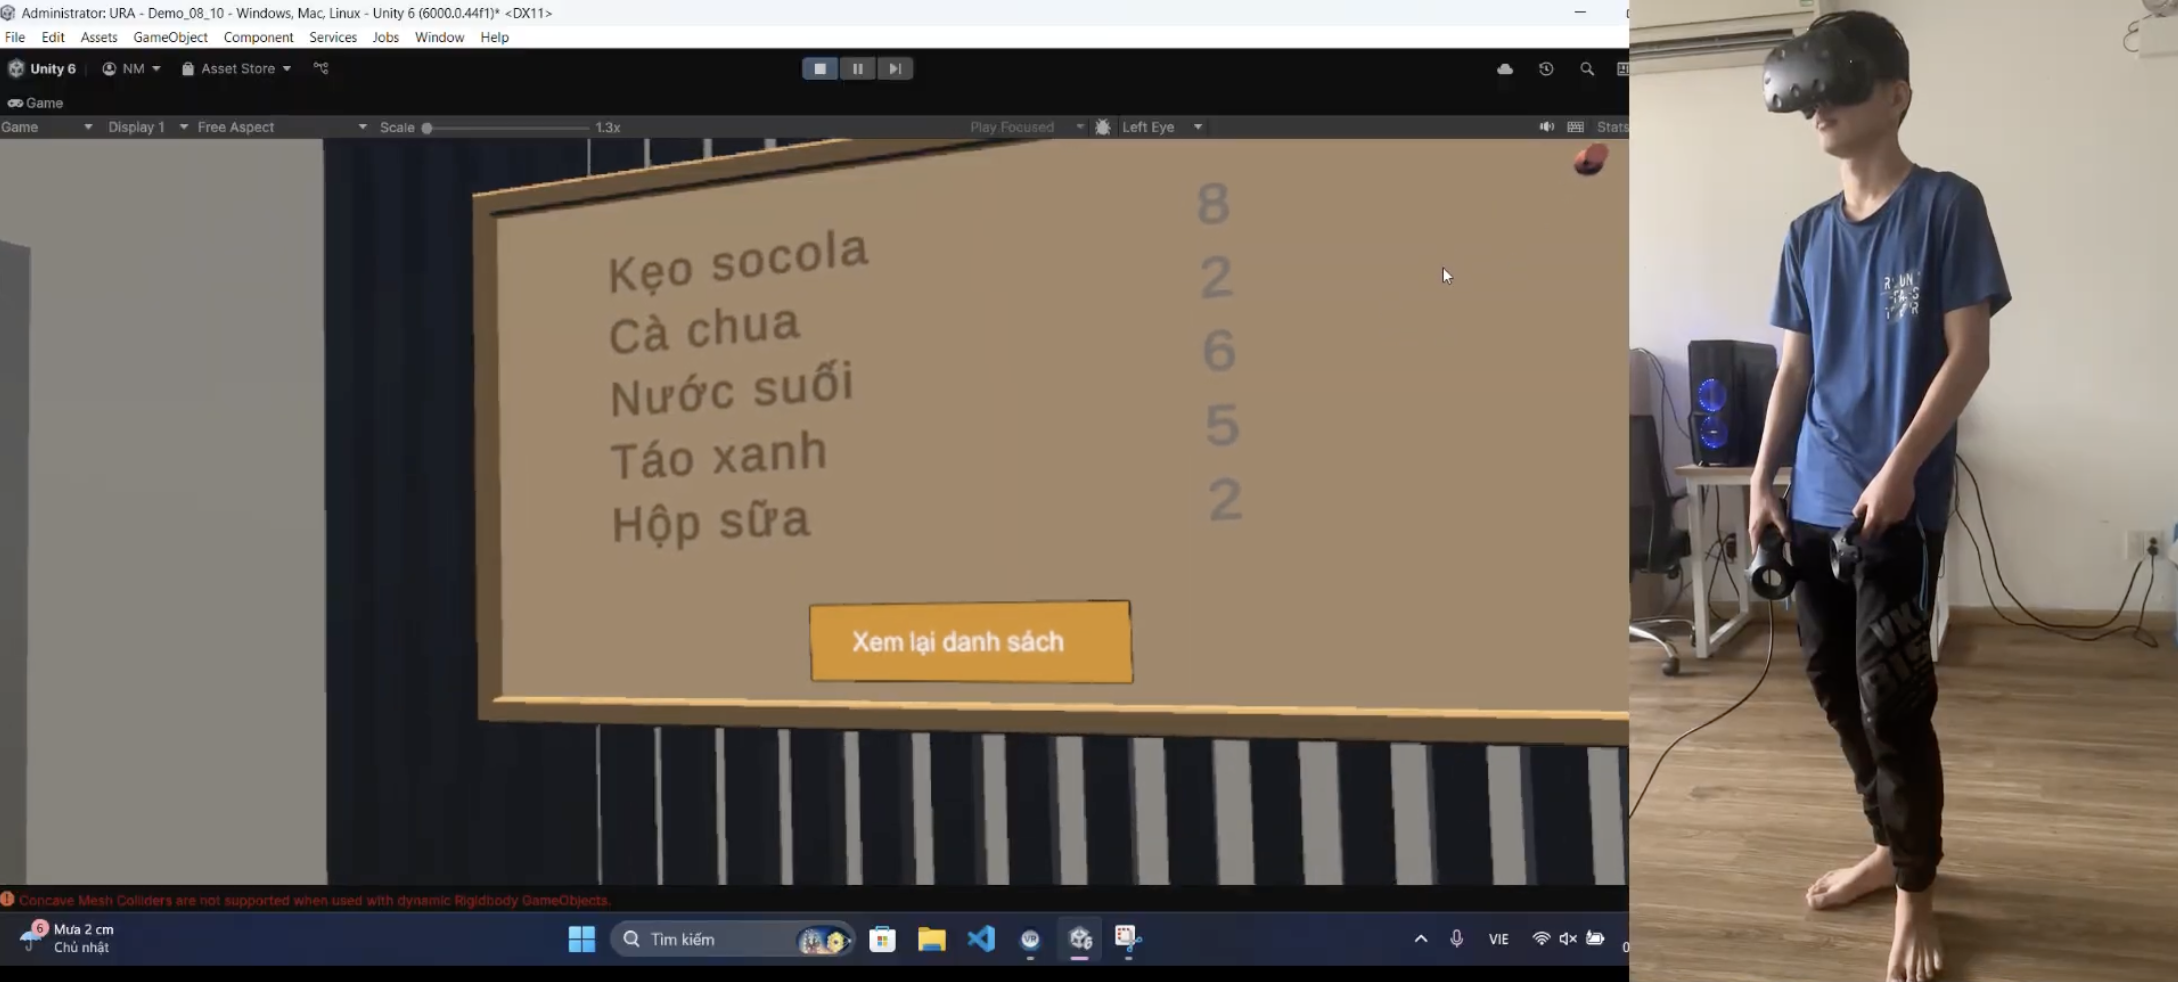 Administrator: URA - Demo_08_10 - Windows, Mac, Linux - Unity 6 (6000.0.44f1)* <DX11>
File Edit Assets GameObject Component Services Jobs Window Help
Unity 6 NM Asset Store
Game
Game Display 1 Free Aspect Scale 1.3x Play Focused Left Eye Stats
Kẹo socola 8
Cà chua 2
Nước suối 6
Táo xanh 5
Hộp sữa 2
Xem lại danh sách
Concave Mesh Colliders are not supported when used with dynamic Rigidbody GameObjects.
6 Mưa 2 cm
Chủ nhật
Tìm kiếm
VIE